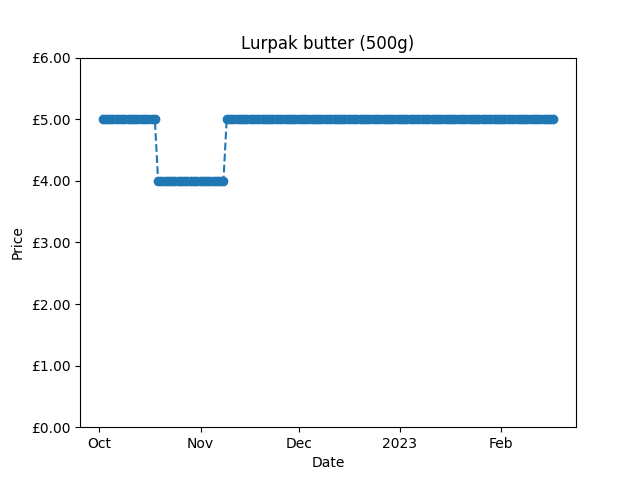 Lurpak butter (500g)
£6.00
£5.00
£4.00
£3.00
£2.00
£1.00
£0.00
Price
Oct Nov Dec 2023 Feb
Date